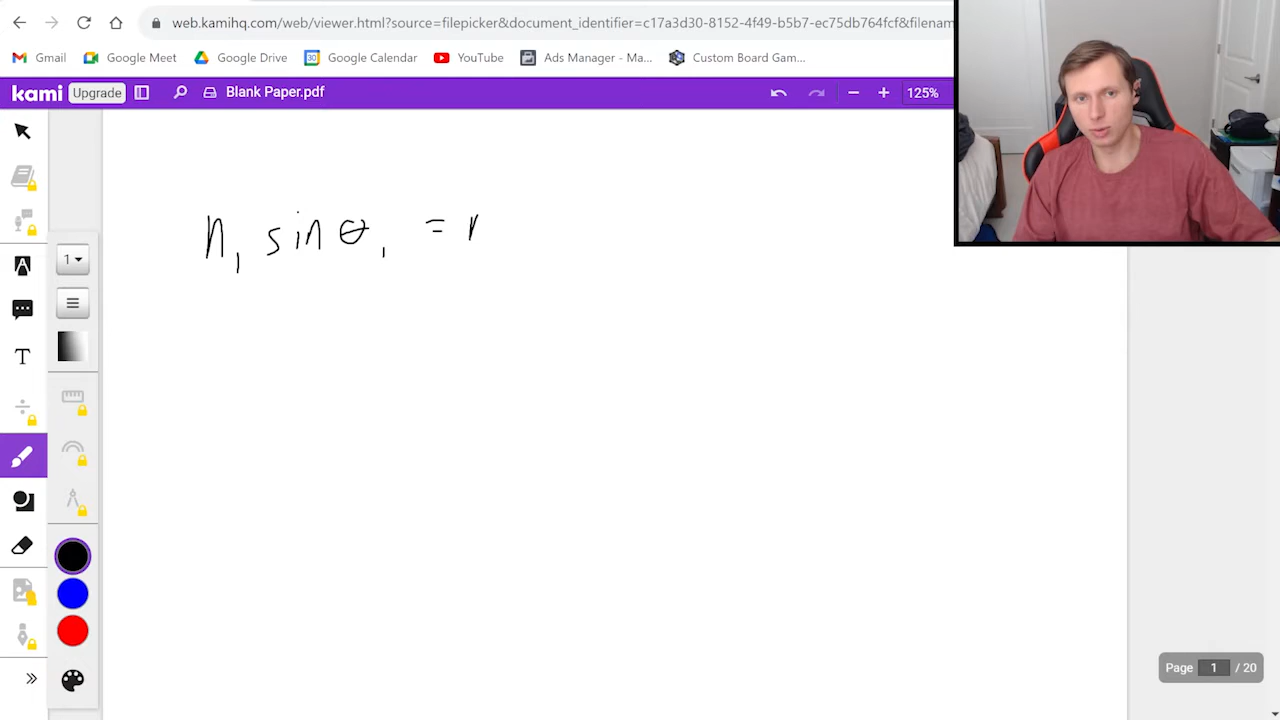 web.kamihq.com/web/viewer.html?source=filepicker&document_identifier=c17a3d30-8152-4f49-b5b7-ec75db764fcf&filenam
Gmail
Google Meet
Google Drive
30
Google Calendar
YouTube
Ads Manager - Ma...
Custom Board Gam...
kami
Upgrade
Blank Paper.pdf
125%
A
T
1
n₁ sinθ₁ =
Page 1 / 20